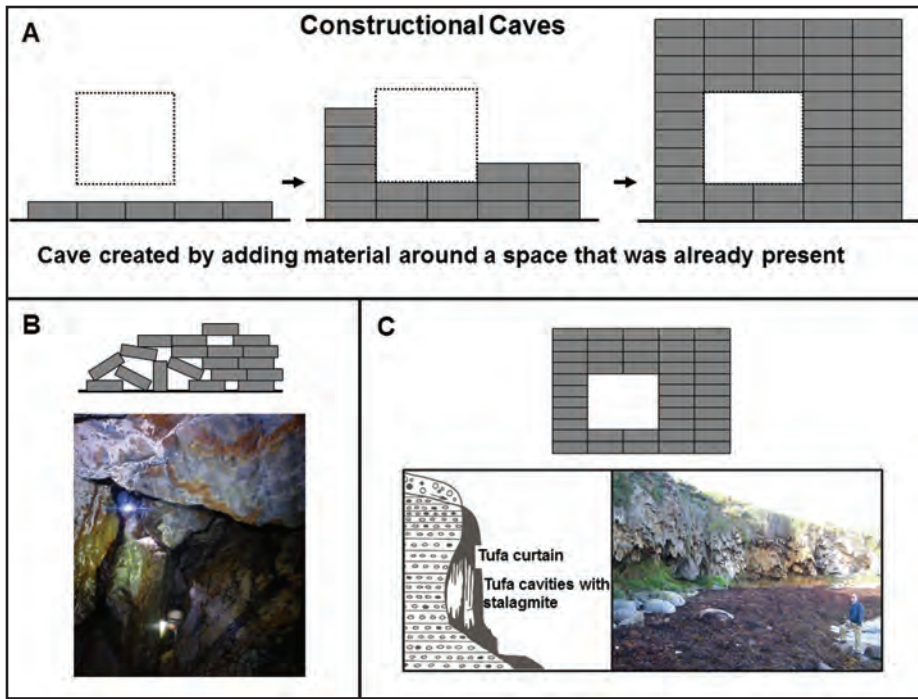 A
Constructional Caves
Cave created by adding material around a space that was already present
B
C
Tufa curtain
Tufa cavities with
stalagmite